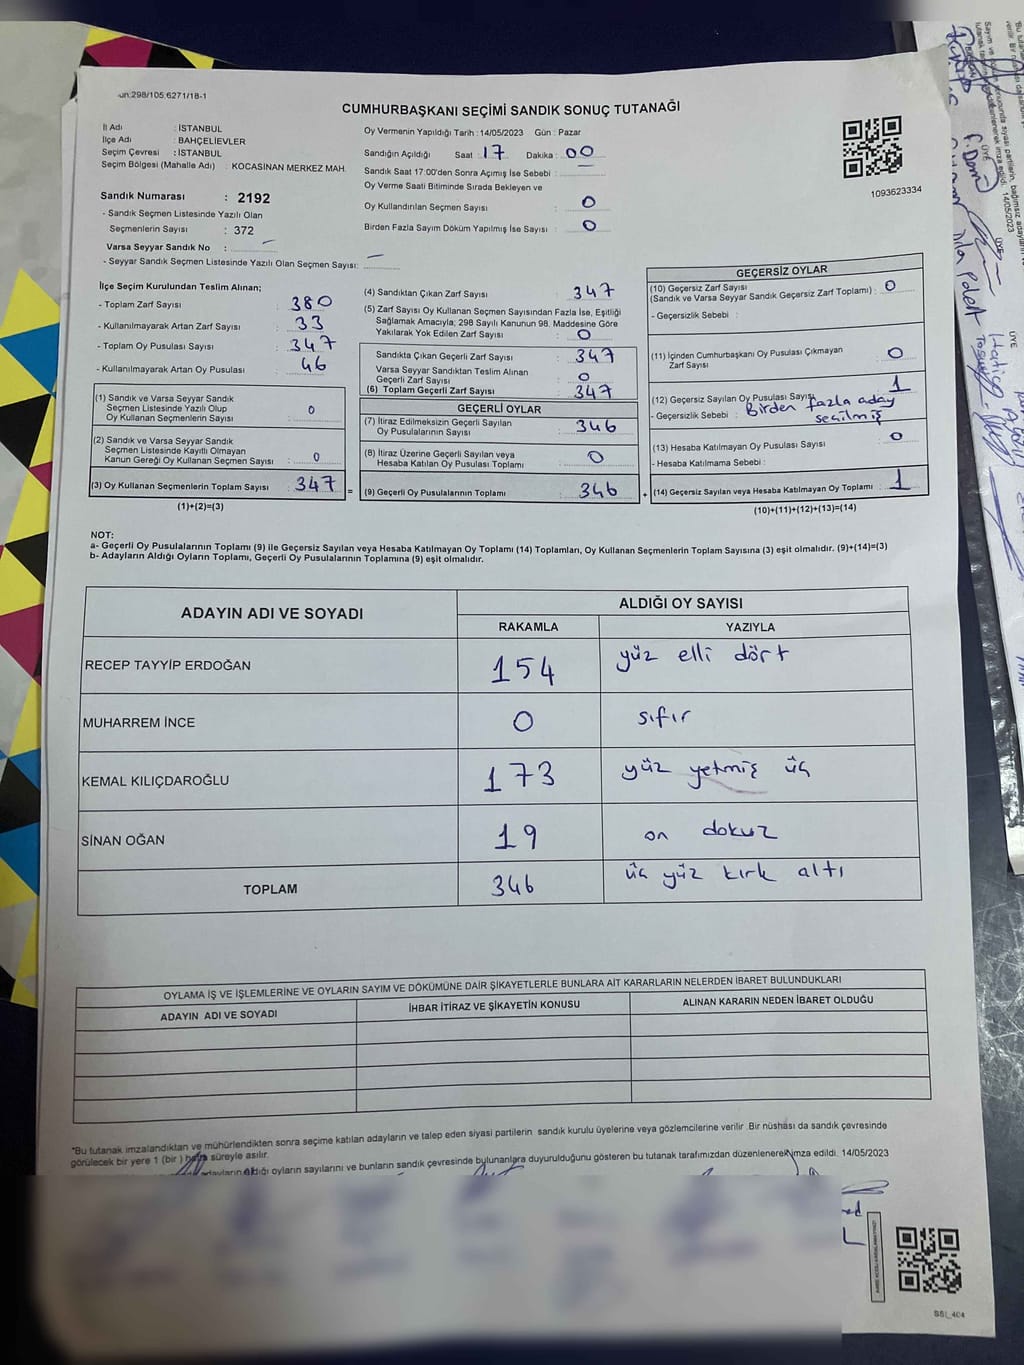 un:298/105:6271/18-1
CUMHURBAŞKANI SEÇİMİ SANDIK SONUÇ TUTANAĞI
İl Adı : İSTANBUL
İlçe Adı : BAHÇELİEVLER
Seçim Çevresi : İSTANBUL
Seçim Bölgesi (Mahalle Adı) : KOCASİNAN MERKEZ MAH.
Sandık Numarası : 2192
- Sandık Seçmen Listesinde Yazılı Olan
Seçmenlerin Sayısı : 372
Varsa Seyyar Sandık No : -
- Seyyar Sandık Seçmen Listesinde Yazılı Olan Seçmen Sayısı: -
Oy Vermenin Yapıldığı Tarih : 14/05/2023 Gün : Pazar
Sandığın Açıldığı Saat : 17 Dakika : 00
Sandık Saat 17:00'den Sonra Açımış İse Sebebi : -
Oy Verme Saati Bitiminde Sırada Bekleyen ve
Oy Kullandırılan Seçmen Sayısı : 0
Birden Fazla Sayım Döküm Yapılmış İse Sayısı : 0
1093623334
İlçe Seçim Kurulundan Teslim Alınan;
- Toplam Zarf Sayısı : 380
- Kullanılmayarak Artan Zarf Sayısı : 33
- Toplam Oy Pusulası Sayısı : 347
- Kullanılmayarak Artan Oy Pusulası : 46
(1) Sandık ve Varsa Seyyar Sandık
Seçmen Listesinde Yazılı Olup
Oy Kullanan Seçmenlerin Sayısı : 0
(2) Sandık ve Varsa Seyyar Sandık
Seçmen Listesinde Kayıtlı Olmayan
Kanun Gereği Oy Kullanan Seçmen Sayısı : 0
(3) Oy Kullanan Seçmenlerin Toplam Sayısı : 347
(1)+(2)=(3)
(4) Sandıktan Çıkan Zarf Sayısı : 347
(5) Zarf Sayısı Oy Kullanan Seçmen Sayısından Fazla İse, Eşitliği
Sağlamak Amacıyla; 298 Sayılı Kanunun 98. Maddesine Göre
Yakılarak Yok Edilen Zarf Sayısı : 0
Sandıkta Çıkan Geçerli Zarf Sayısı : 347
Varsa Seyyar Sandıktan Teslim Alınan
Geçerli Zarf Sayısı : 0
(6) Toplam Geçerli Zarf Sayısı : 347
GEÇERLİ OYLAR
(7) İtiraz Edilmeksizin Geçerli Sayılan
Oy Pusulalarının Sayısı : 346
(8) İtiraz Üzerine Geçerli Sayılan veya
Hesaba Katılan Oy Pusulası Toplamı : 0
= (9) Geçerli Oy Pusulalarının Toplamı : 346
GEÇERSİZ OYLAR
(10) Geçersiz Zarf Sayısı
(Sandık ve Varsa Seyyar Sandık Geçersiz Zarf Toplamı) : 0
- Geçersizlik Sebebi :
(11) İçinden Cumhurbaşkanı Oy Pusulası Çıkmayan
Zarf Sayısı : 0
(12) Geçersiz Sayılan Oy Pusulası Sayısı : 1
- Geçersizlik Sebebi : Birden fazla aday
seçilmiş
(13) Hesaba Katılmayan Oy Pusulası Sayısı : 0
- Hesaba Katılmama Sebebi :
+ (14) Geçersiz Sayılan veya Hesaba Katılmayan Oy Toplamı : 1
(10)+(11)+(12)+(13)=(14)
NOT:
a- Geçerli Oy Pusulalarının Toplamı (9) ile Geçersiz Sayılan veya Hesaba Katılmayan Oy Toplamı (14) Toplamları, Oy Kullanan Seçmenlerin Toplam Sayısına (3) eşit olmalıdır. (9)+(14)=(3)
b- Adayların Aldığı Oyların Toplamı, Geçerli Oy Pusulalarının Toplamına (9) eşit olmalıdır.
ADAYIN ADI VE SOYADI ALDIĞI OY SAYISI
RAKAMLA YAZIYLA
RECEP TAYYİP ERDOĞAN 154 yüz elli dört
MUHARREM İNCE 0 sıfır
KEMAL KILIÇDAROĞLU 173 yüz yetmiş üç
SİNAN OĞAN 19 on dokuz
TOPLAM 346 üç yüz kırk altı
OYLAMA İŞ VE İŞLEMLERİNE VE OYLARIN SAYIM VE DÖKÜMÜNE DAİR ŞİKAYETLERLE BUNLARA AİT KARARLARIN NELERDEN İBARET BULUNDUKLARI
ADAYIN ADI VE SOYADI İHBAR İTİRAZ VE ŞİKAYETİN KONUSU ALINAN KARARIN NEDEN İBARET OLDUĞU
*Bu tutanak imzalandıktan ve mühürlendikten sonra seçime katılan adayların ve talep eden siyasi partilerin sandık kurulu üyelerine veya gözlemcilerine verilir .Bir nüshası da sandık çevresinde
görülecek bir yere 1 (bir ) hafta süreyle asılır.
adayların aldığı oyların sayılarını ve bunların sandık çevresinde bulunanlara duyurulduğunu gösteren bu tutanak tarafımızdan düzenlenerek imza edildi. 14/05/2023
SSL_404